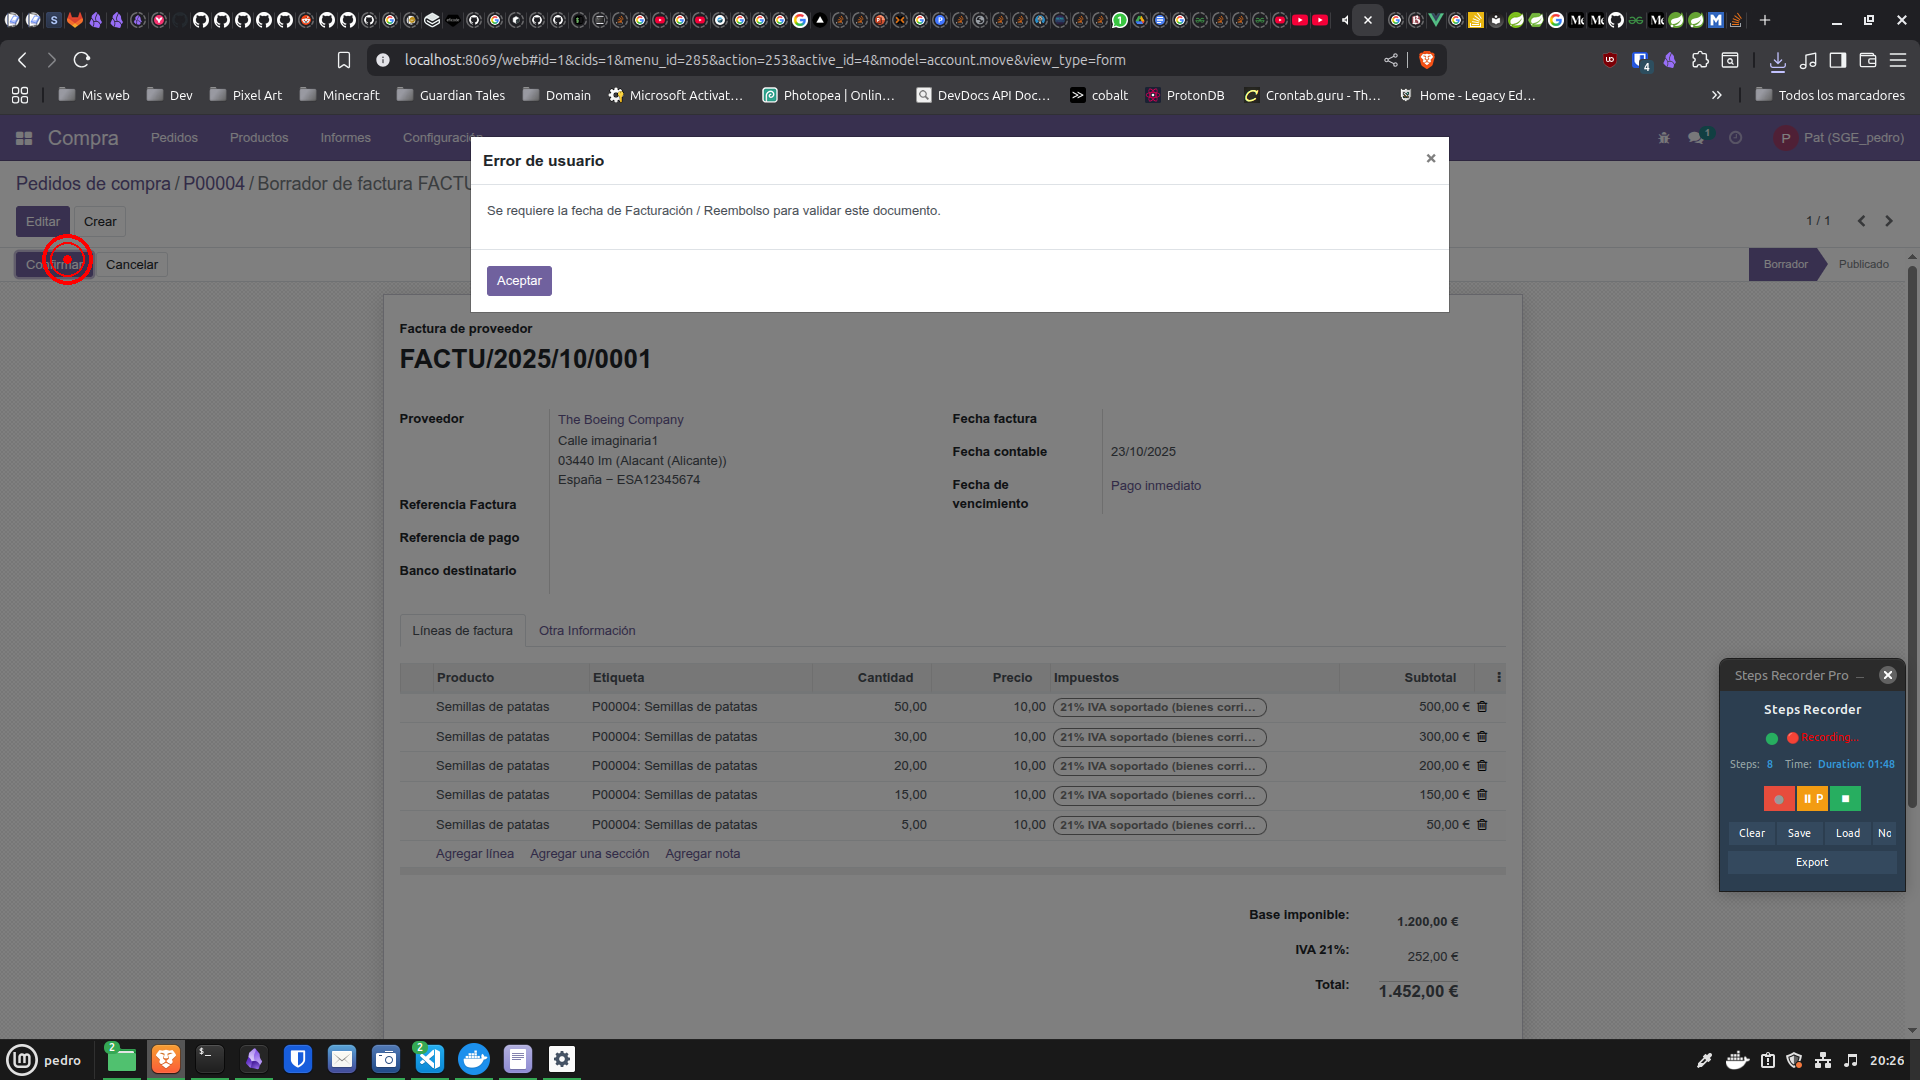 localhost:8069/web#id=1&cids=1&menu_id=285&action=253&active_id=4&model=account.move&view_type=form
Mis web
Dev
Pixel Art
Minecraft
Guardian Tales
Domain
Microsoft Activat...
Photopea | Onlin...
DevDocs API Doc...
cobalt
ProtonDB
Crontab.guru - Th...
Home - Legacy Ed...
Todos los marcadores
Compra
Pedidos
Productos
Informes
Configuración
1
P
Pat (SGE_pedro)
Pedidos de compra / P00004 / Borrador de factura FACTU
Editar
Crear
1 / 1
Confirmar
Cancelar
Borrador
Publicado
Error de usuario
×
Se requiere la fecha de Facturación / Reembolso para validar este documento.
Aceptar
Factura de proveedor
FACTU/2025/10/0001
Proveedor
The Boeing Company
Calle imaginaria1
03440 Im (Alacant (Alicante))
España − ESA12345674
Referencia Factura
Referencia de pago
Banco destinatario
Fecha factura
Fecha contable
23/10/2025
Fecha de vencimiento
Pago inmediato
Líneas de factura
Otra Información
Producto Etiqueta Cantidad Precio Impuestos Subtotal
Semillas de patatas P00004: Semillas de patatas 50,00 10,00 21% IVA soportado (bienes corri... 500,00 €
Semillas de patatas P00004: Semillas de patatas 30,00 10,00 21% IVA soportado (bienes corri... 300,00 €
Semillas de patatas P00004: Semillas de patatas 20,00 10,00 21% IVA soportado (bienes corri... 200,00 €
Semillas de patatas P00004: Semillas de patatas 15,00 10,00 21% IVA soportado (bienes corri... 150,00 €
Semillas de patatas P00004: Semillas de patatas 5,00 10,00 21% IVA soportado (bienes corri... 50,00 €
Agregar línea Agregar una sección Agregar nota
Base imponible: 1.200,00 €
IVA 21%: 252,00 €
Total: 1.452,00 €
Steps Recorder Pro
Steps Recorder
Recording...
Steps: 8 Time: Duration: 01:48
P
Clear Save Load No
Export
pedro
2
2
20:26